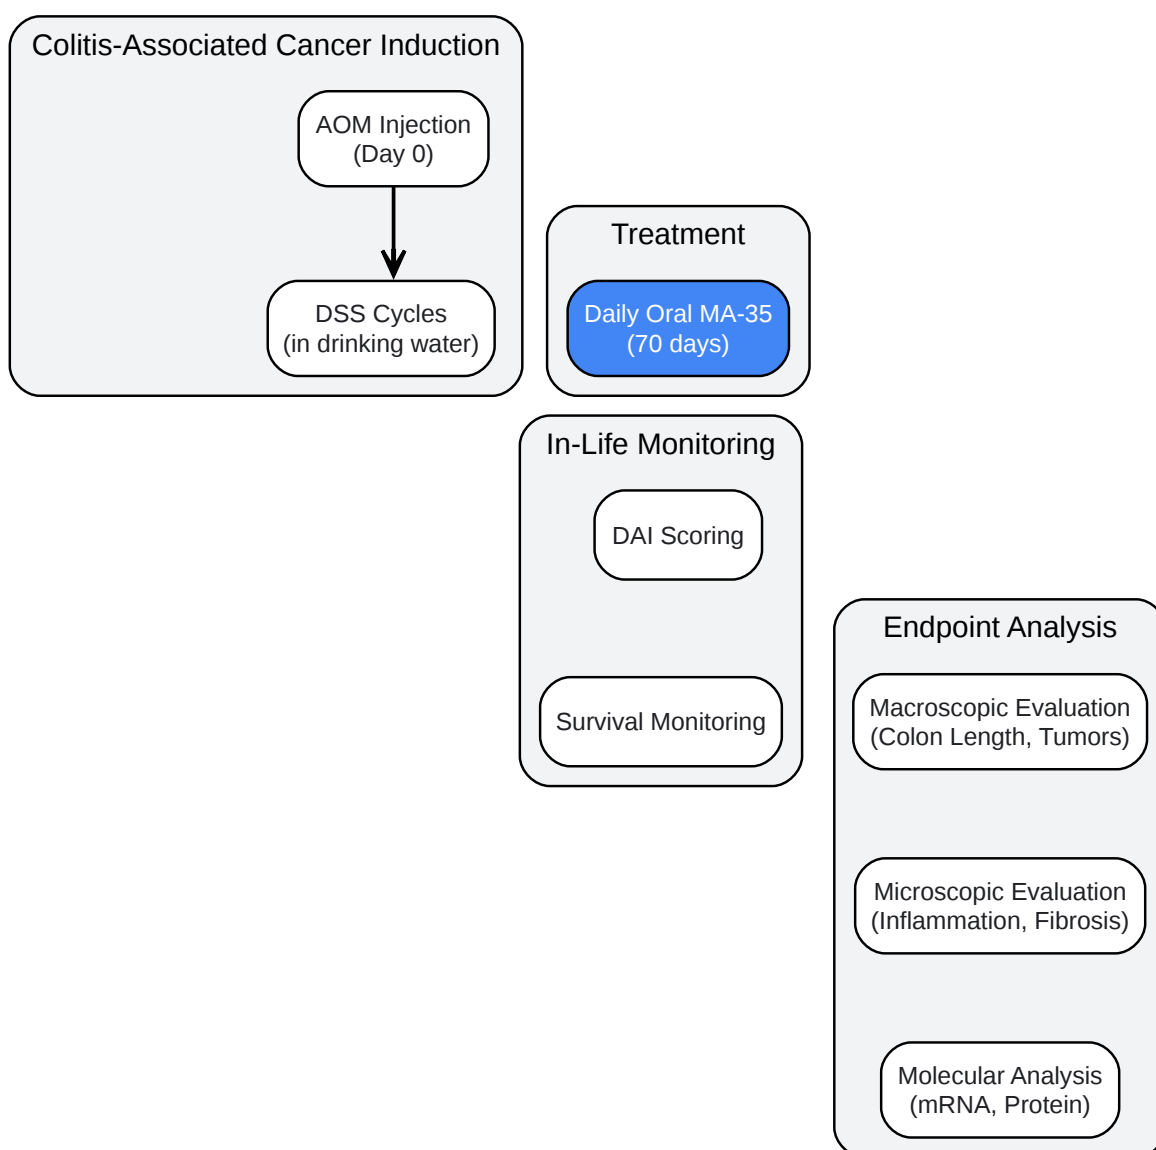 Colitis-Associated Cancer Induction
AOM Injection
(Day 0)
DSS Cycles
(in drinking water)
Treatment
Daily Oral MA-35
(70 days)
In-Life Monitoring
DAI Scoring
Survival Monitoring
Endpoint Analysis
Macroscopic Evaluation
(Colon Length, Tumors)
Microscopic Evaluation
(Inflammation, Fibrosis)
Molecular Analysis
(mRNA, Protein)